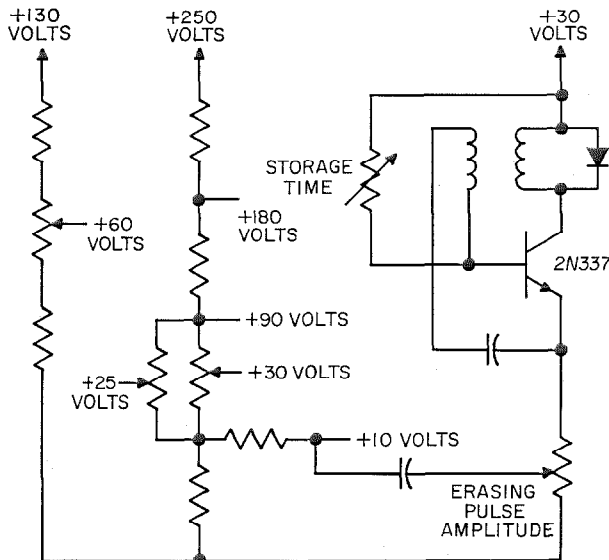 +130
VOLTS
+250
VOLTS
+30
VOLTS
STORAGE
TIME
+60
VOLTS
+180
VOLTS
2N337
+90 VOLTS
+25
VOLTS
+30 VOLTS
+10 VOLTS
ERASING
PULSE
AMPLITUDE